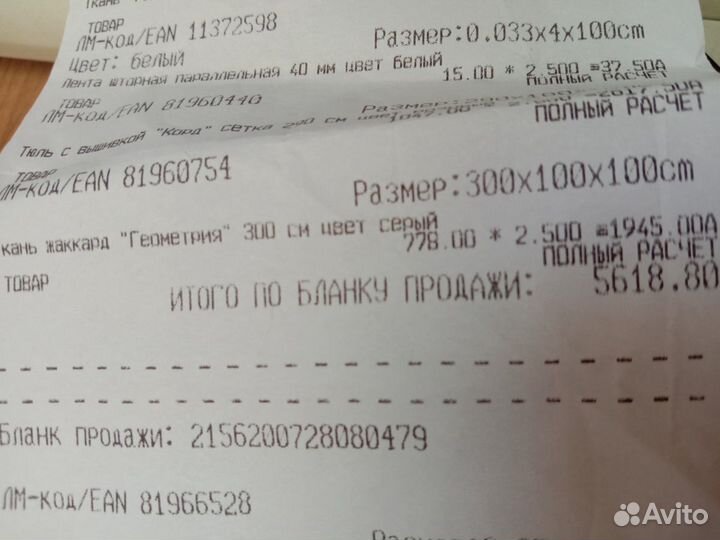 Ткань
ТОВАР
ЛМ-код/EAN 11372598
Размер:0.033x4x100cm
Цвет: белый
Лента шторная параллельная 40 мм цвет белый
15.00 * 2.500 =37.50А
ПОЛНЫЙ РАСЧЕТ
ТОВАР
ЛМ-код/EAN 81960440
Тюль с вышивкой "Корд" сетка 290 см
ПОЛНЫЙ РАСЧЕТ
ТОВАР
ЛМ-код/EAN 81960754
Размер:300x100x100cm
кань жаккард "Геометрия" 300 см цвет серый
778.00 * 2.500 =1945.00А
ПОЛНЫЙ РАСЧЕТ
ТОВАР
ИТОГО ПО БЛАНКУ ПРОДАЖИ: 5618.80
Бланк продажи: 2156200728080479
ЛМ-код/EAN 81966528
Avito